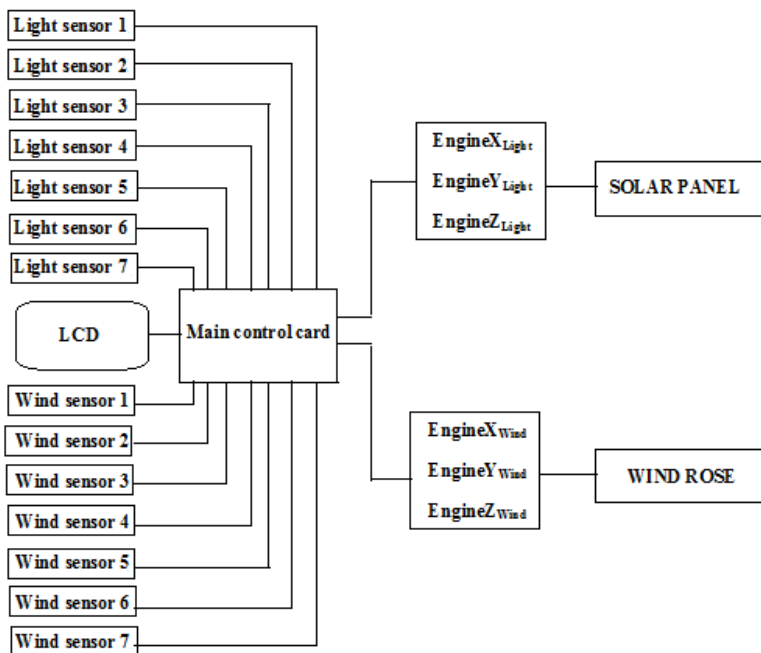 Light sensor 1
Light sensor 2
Light sensor 3
Light sensor 4
Light sensor 5
Light sensor 6
Light sensor 7
LCD
Main control card
Wind sensor 1
Wind sensor 2
Wind sensor 3
Wind sensor 4
Wind sensor 5
Wind sensor 6
Wind sensor 7
EngineXLight
EngineYLight
EngineZLight
SOLAR PANEL
EngineXWind
EngineYWind
EngineZWind
WIND ROSE